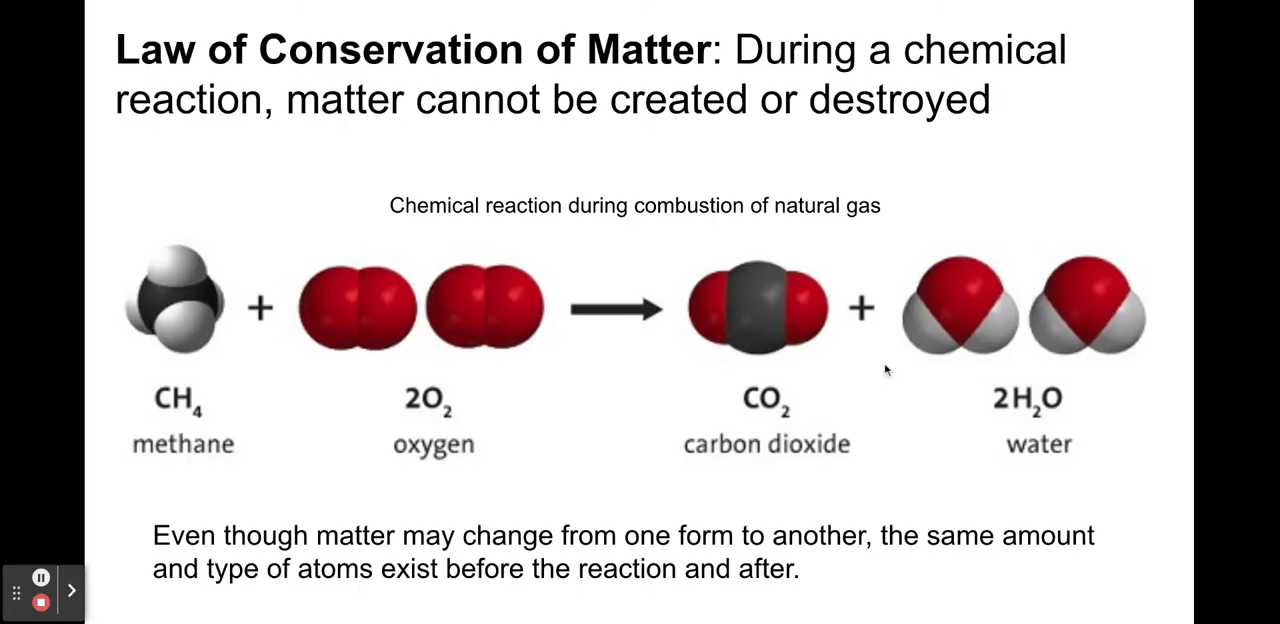 Law of Conservation of Matter: During a chemical
reaction, matter cannot be created or destroyed
Chemical reaction during combustion of natural gas
+ +
CH₄ 2O₂ CO₂ 2H₂O
methane oxygen carbon dioxide water
Even though matter may change from one form to another, the same amount
and type of atoms exist before the reaction and after.